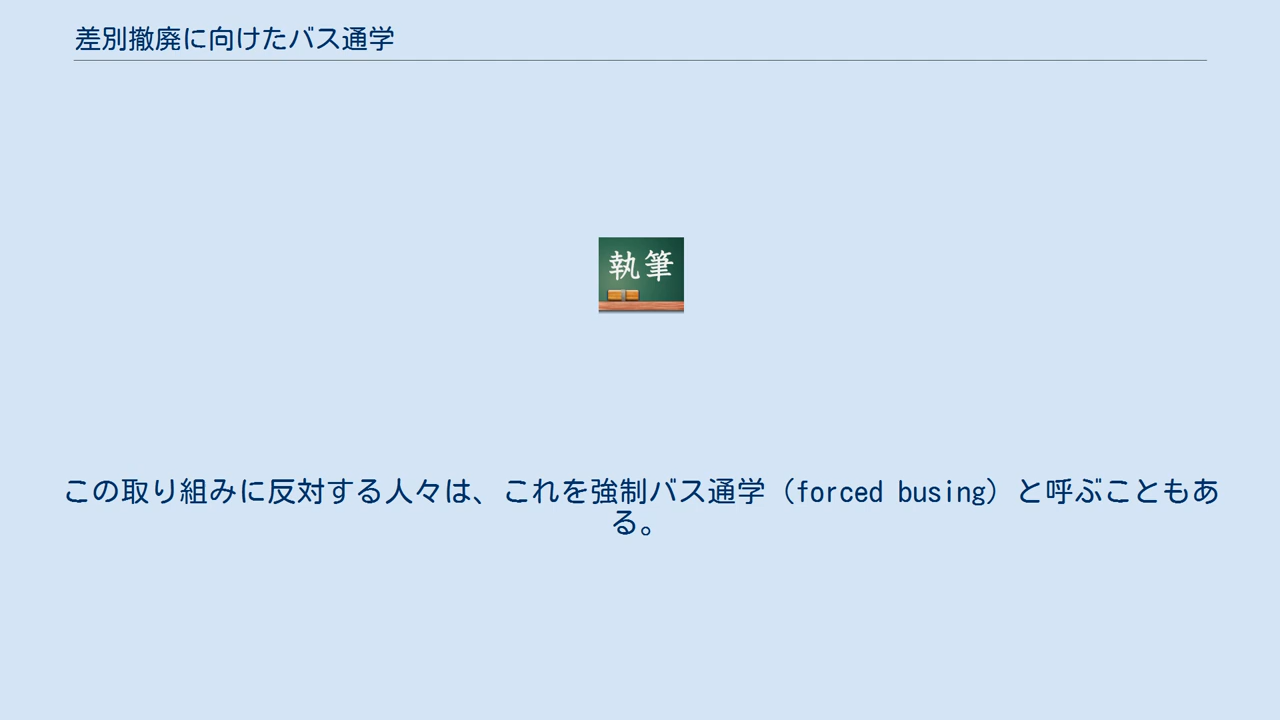 差別撤廃に向けたバス通学
執筆
この取り組みに反対する人々は、これを強制バス通学（forced busing）と呼ぶこともあ
る。